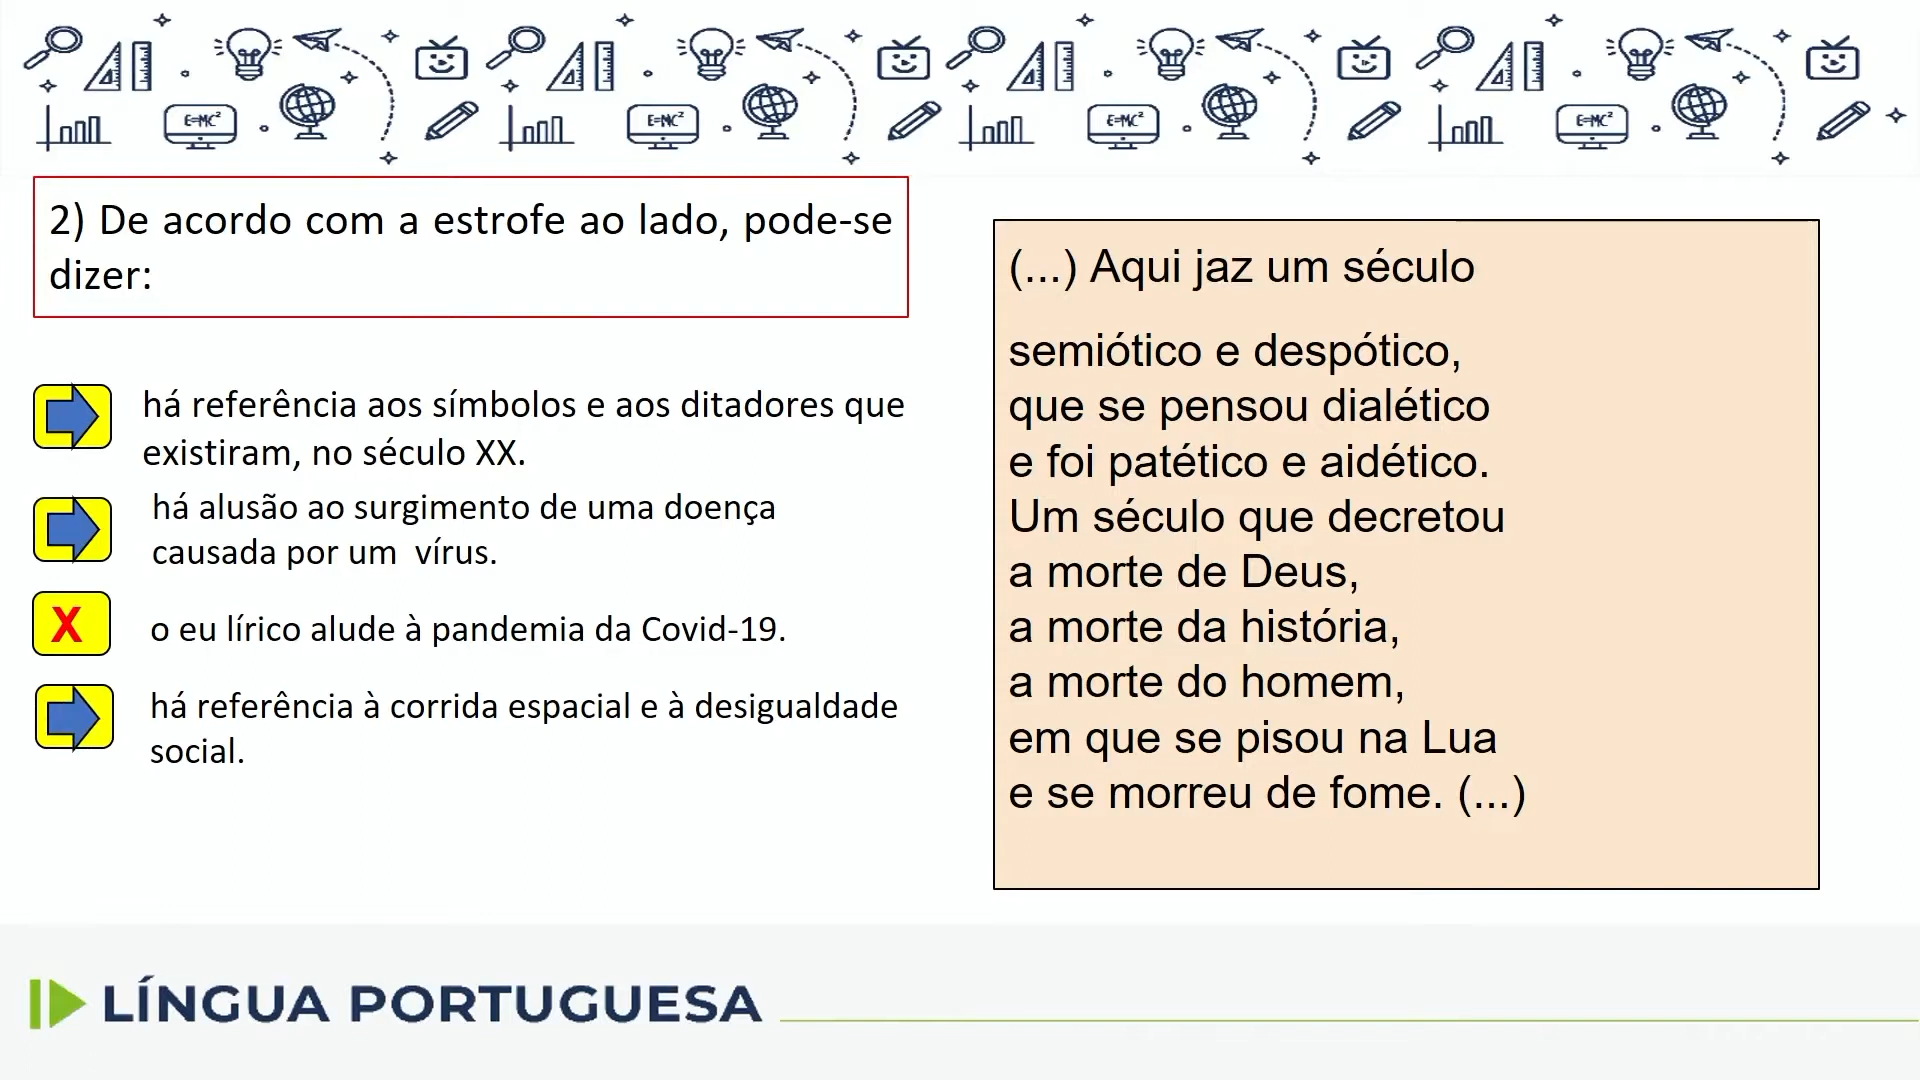 E=MC²
E=MC²
E=MC²
E=MC²
2) De acordo com a estrofe ao lado, pode-se
dizer:
há referência aos símbolos e aos ditadores que
existiram, no século XX.
há alusão ao surgimento de uma doença
causada por um  vírus.
X
o eu lírico alude à pandemia da Covid-19.
há referência à corrida espacial e à desigualdade
social.
(...) Aqui jaz um século
semiótico e despótico,
que se pensou dialético
e foi patético e aidético.
Um século que decretou
a morte de Deus,
a morte da história,
a morte do homem,
em que se pisou na Lua
e se morreu de fome. (...)
LÍNGUA PORTUGUESA